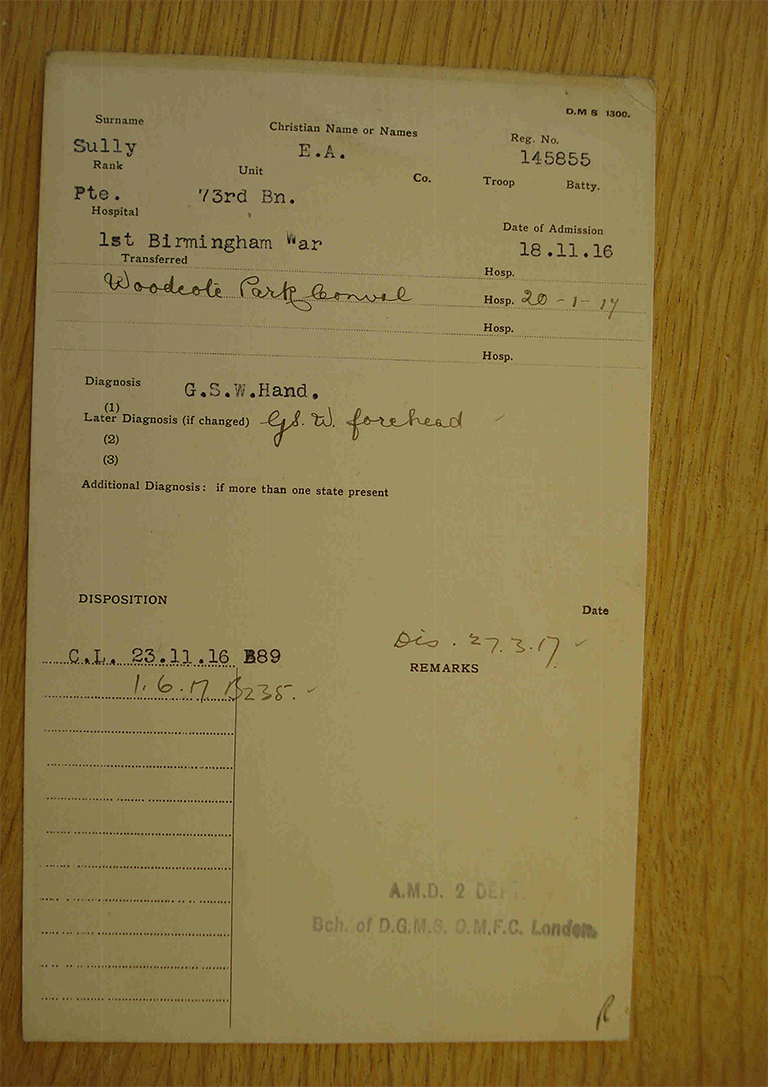 D.M S 1300.
Surname Christian Name or Names Reg. No.
Sully E.A. 145855
Rank Unit Co. Troop Batty.
Pte. 73rd Bn.
Hospital Date of Admission
1st Birmingham War 18.11.16
Transferred Hosp.
Woodcote Park Conval Hosp. 20-1-17
Hosp.
Hosp.
Diagnosis G.S.W.Hand.
(1)
Later Diagnosis (if changed) G.S.W. forehead
(2)
(3)
Additional Diagnosis: if more than one state present
DISPOSITION Date
Dis. 27.3.17
C.L. 23.11.16 B89 REMARKS
1.6.17 B235.
A.M.D. 2 DEPT.
Bch. of D.G.M.S. O.M.F.C. London.
R